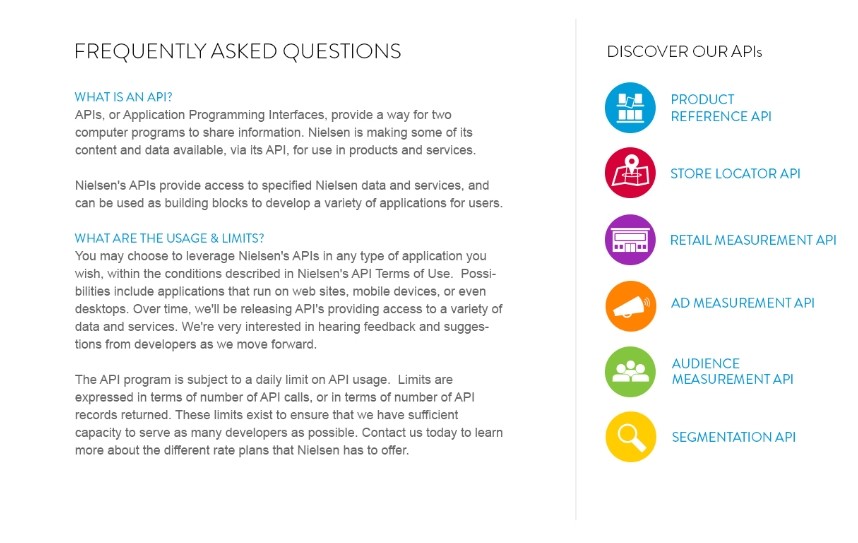 FREQUENTLY ASKED QUESTIONS
WHAT IS AN API?
APIs, or Application Programming Interfaces, provide a way for two
computer programs to share information. Nielsen is making some of its
content and data available, via its API, for use in products and services.
Nielsen's APIs provide access to specified Nielsen data and services, and
can be used as building blocks to develop a variety of applications for users.
WHAT ARE THE USAGE & LIMITS?
You may choose to leverage Nielsen's APIs in any type of application you
wish, within the conditions described in Nielsen's API Terms of Use.  Possi-
bilities include applications that run on web sites, mobile devices, or even
desktops. Over time, we'll be releasing API's providing access to a variety of
data and services. We're very interested in hearing feedback and sugges-
tions from developers as we move forward.
The API program is subject to a daily limit on API usage.  Limits are
expressed in terms of number of API calls, or in terms of number of API
records returned. These limits exist to ensure that we have sufficient
capacity to serve as many developers as possible. Contact us today to learn
more about the different rate plans that Nielsen has to offer.
DISCOVER OUR APIs
PRODUCT
REFERENCE API
STORE LOCATOR API
RETAIL MEASUREMENT API
AD MEASUREMENT API
AUDIENCE
MEASUREMENT API
SEGMENTATION API